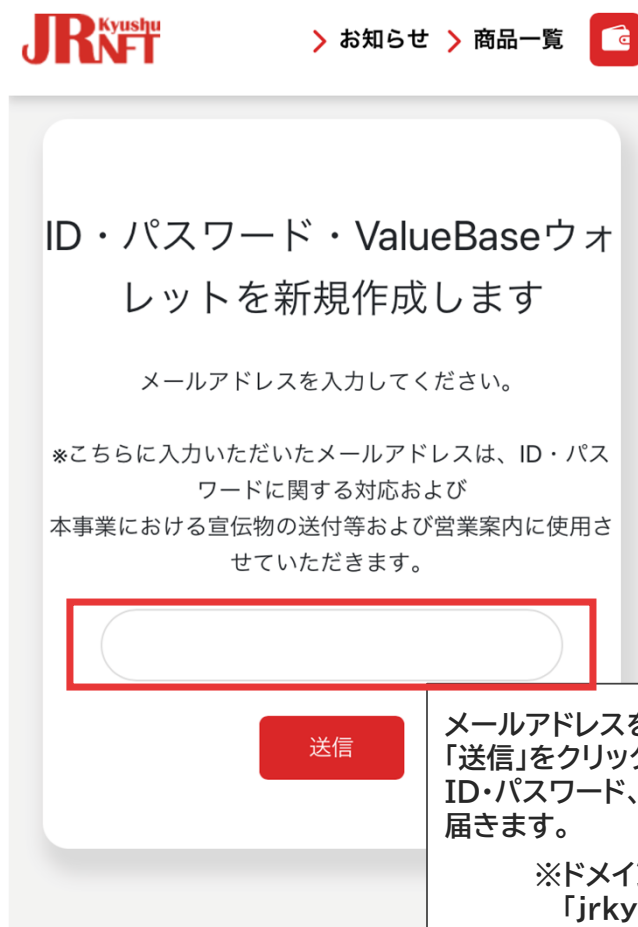 JR Kyushu NFT
お知らせ 商品一覧
ID・パスワード・ValueBaseウォ
レットを新規作成します
メールアドレスを入力してください。
※こちらに入力いただいたメールアドレスは、ID・パス
ワードに関する対応および
本事業における宣伝物の送付等および営業案内に使用さ
せていただきます。
送信
メールアドレスを
「送信」をクリック
ID・パスワード、
届きます。
※ドメイン
「jrky